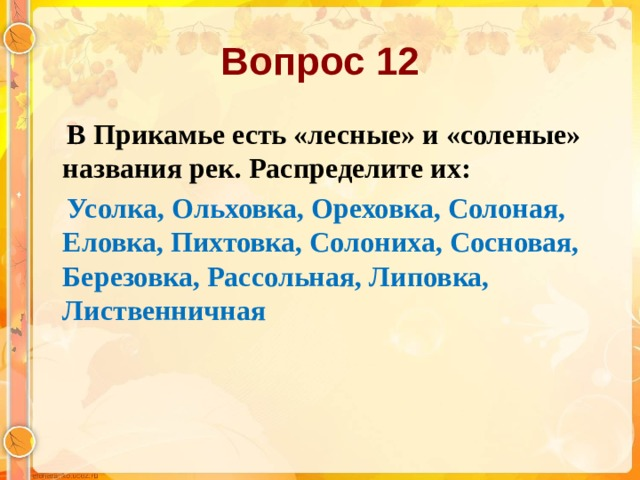 Вопрос 12
В Прикамье есть «лесные» и «соленые»
названия рек. Распределите их:
Усолка, Ольховка, Ореховка, Солоная,
Еловка, Пихтовка, Солониха, Сосновая,
Березовка, Рассольная, Липовка,
Лиственничная